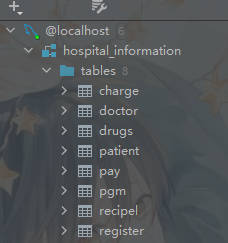 @localhost 6
hospital_information
tables 8
charge
doctor
drugs
patient
pay
pgm
recipel
register